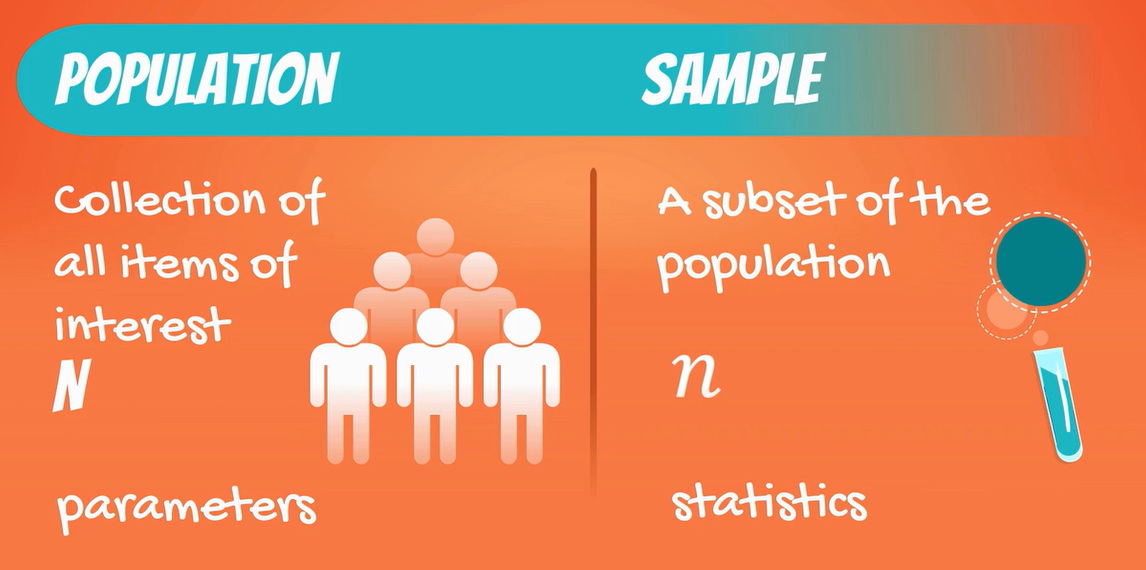 POPULATION
SAMPLE
Collection of
all items of
interest
N
parameters
A subset of the
population
n
statistics